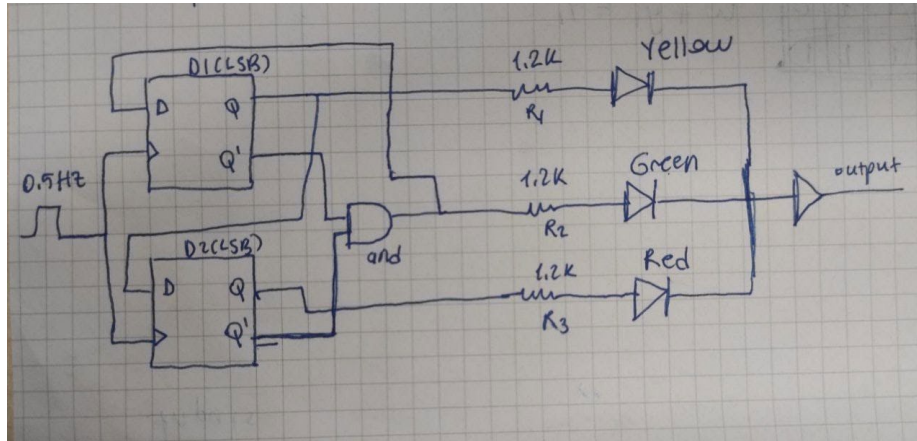 D1(LSB)
D
Q
Q'
0.5HZ
D2(LSB)
D
Q
Q'
and
1.2K
R1
Yellow
1.2K
R2
Green
1.2K
R3
Red
output